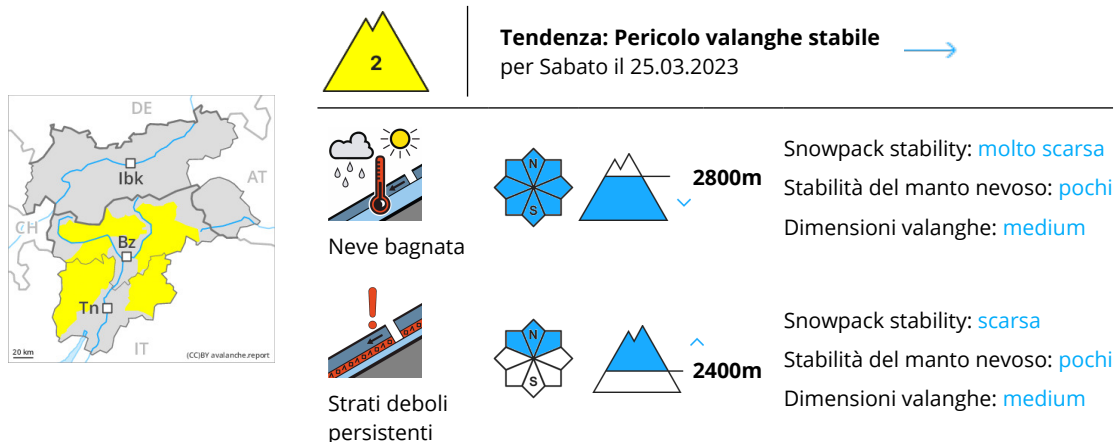 2
Tendenza: Pericolo valanghe stabile
per Sabato il 25.03.2023
DE
Ibk
AT
CH
Bz
Tn
IT
20 km
(CC)BY avalanche.report
Neve bagnata
N
S
2800m
Snowpack stability: molto scarsa
Stabilità del manto nevoso: pochi
Dimensioni valanghe: medium
Strati deboli
persistenti
N
S
2400m
Snowpack stability: scarsa
Stabilità del manto nevoso: pochi
Dimensioni valanghe: medium